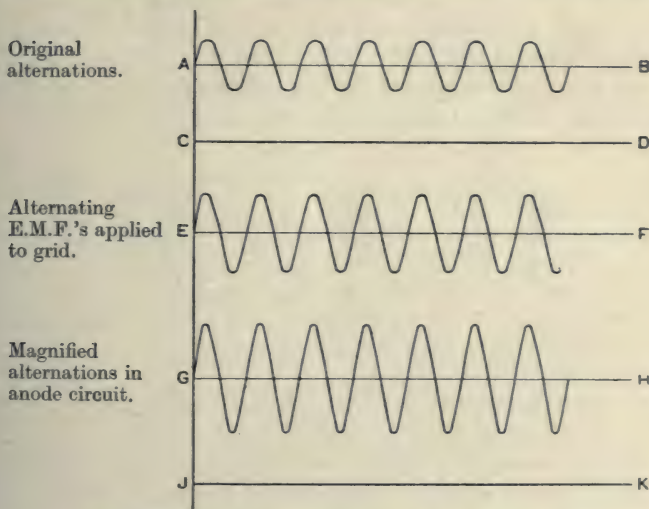 Original
alternations.
A
B
C
D
Alternating
E.M.F.'s applied
to grid.
E
F
Magnified
alternations in
anode circuit.
G
H
J
K